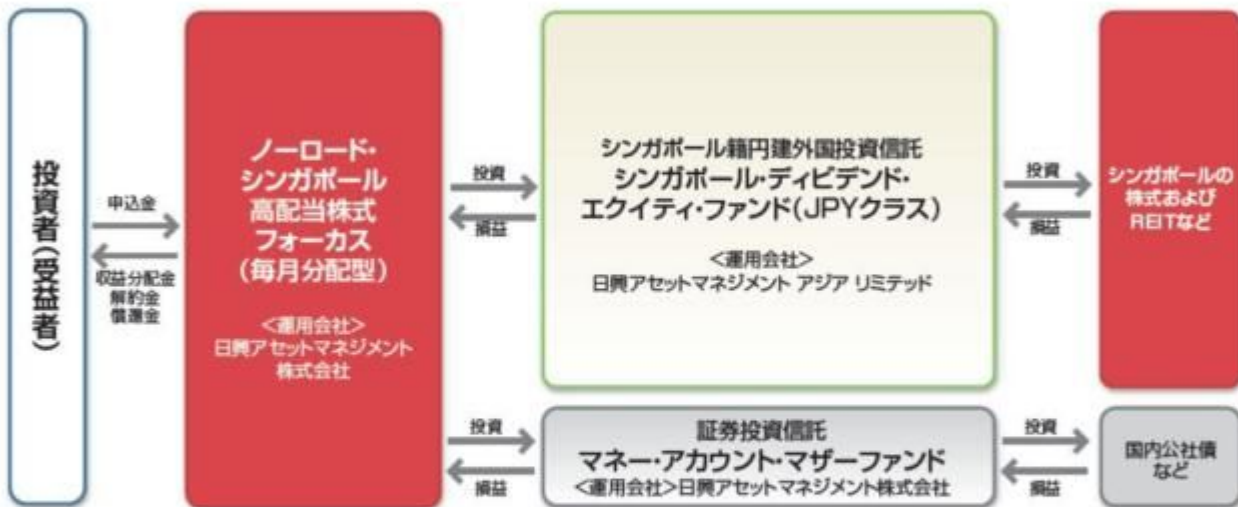 投資者(受益者)
申込金
収益分配金
解約金
償還金
ノーロード・
シンガポール
高配当株式
フォーカス
(毎月分配型)
<運用会社>
日興アセットマネジメント
株式会社
投資
損益
シンガポール籍円建外国投資信託
シンガポール・ディビデンド・
エクイティ・ファンド(JPYクラス)
<運用会社>
日興アセットマネジメント アジア リミテッド
投資
損益
シンガポールの
株式および
REITなど
投資
損益
証券投資信託
マネー・アカウント・マザーファンド
<運用会社>日興アセットマネジメント株式会社
投資
損益
国内公社債
など